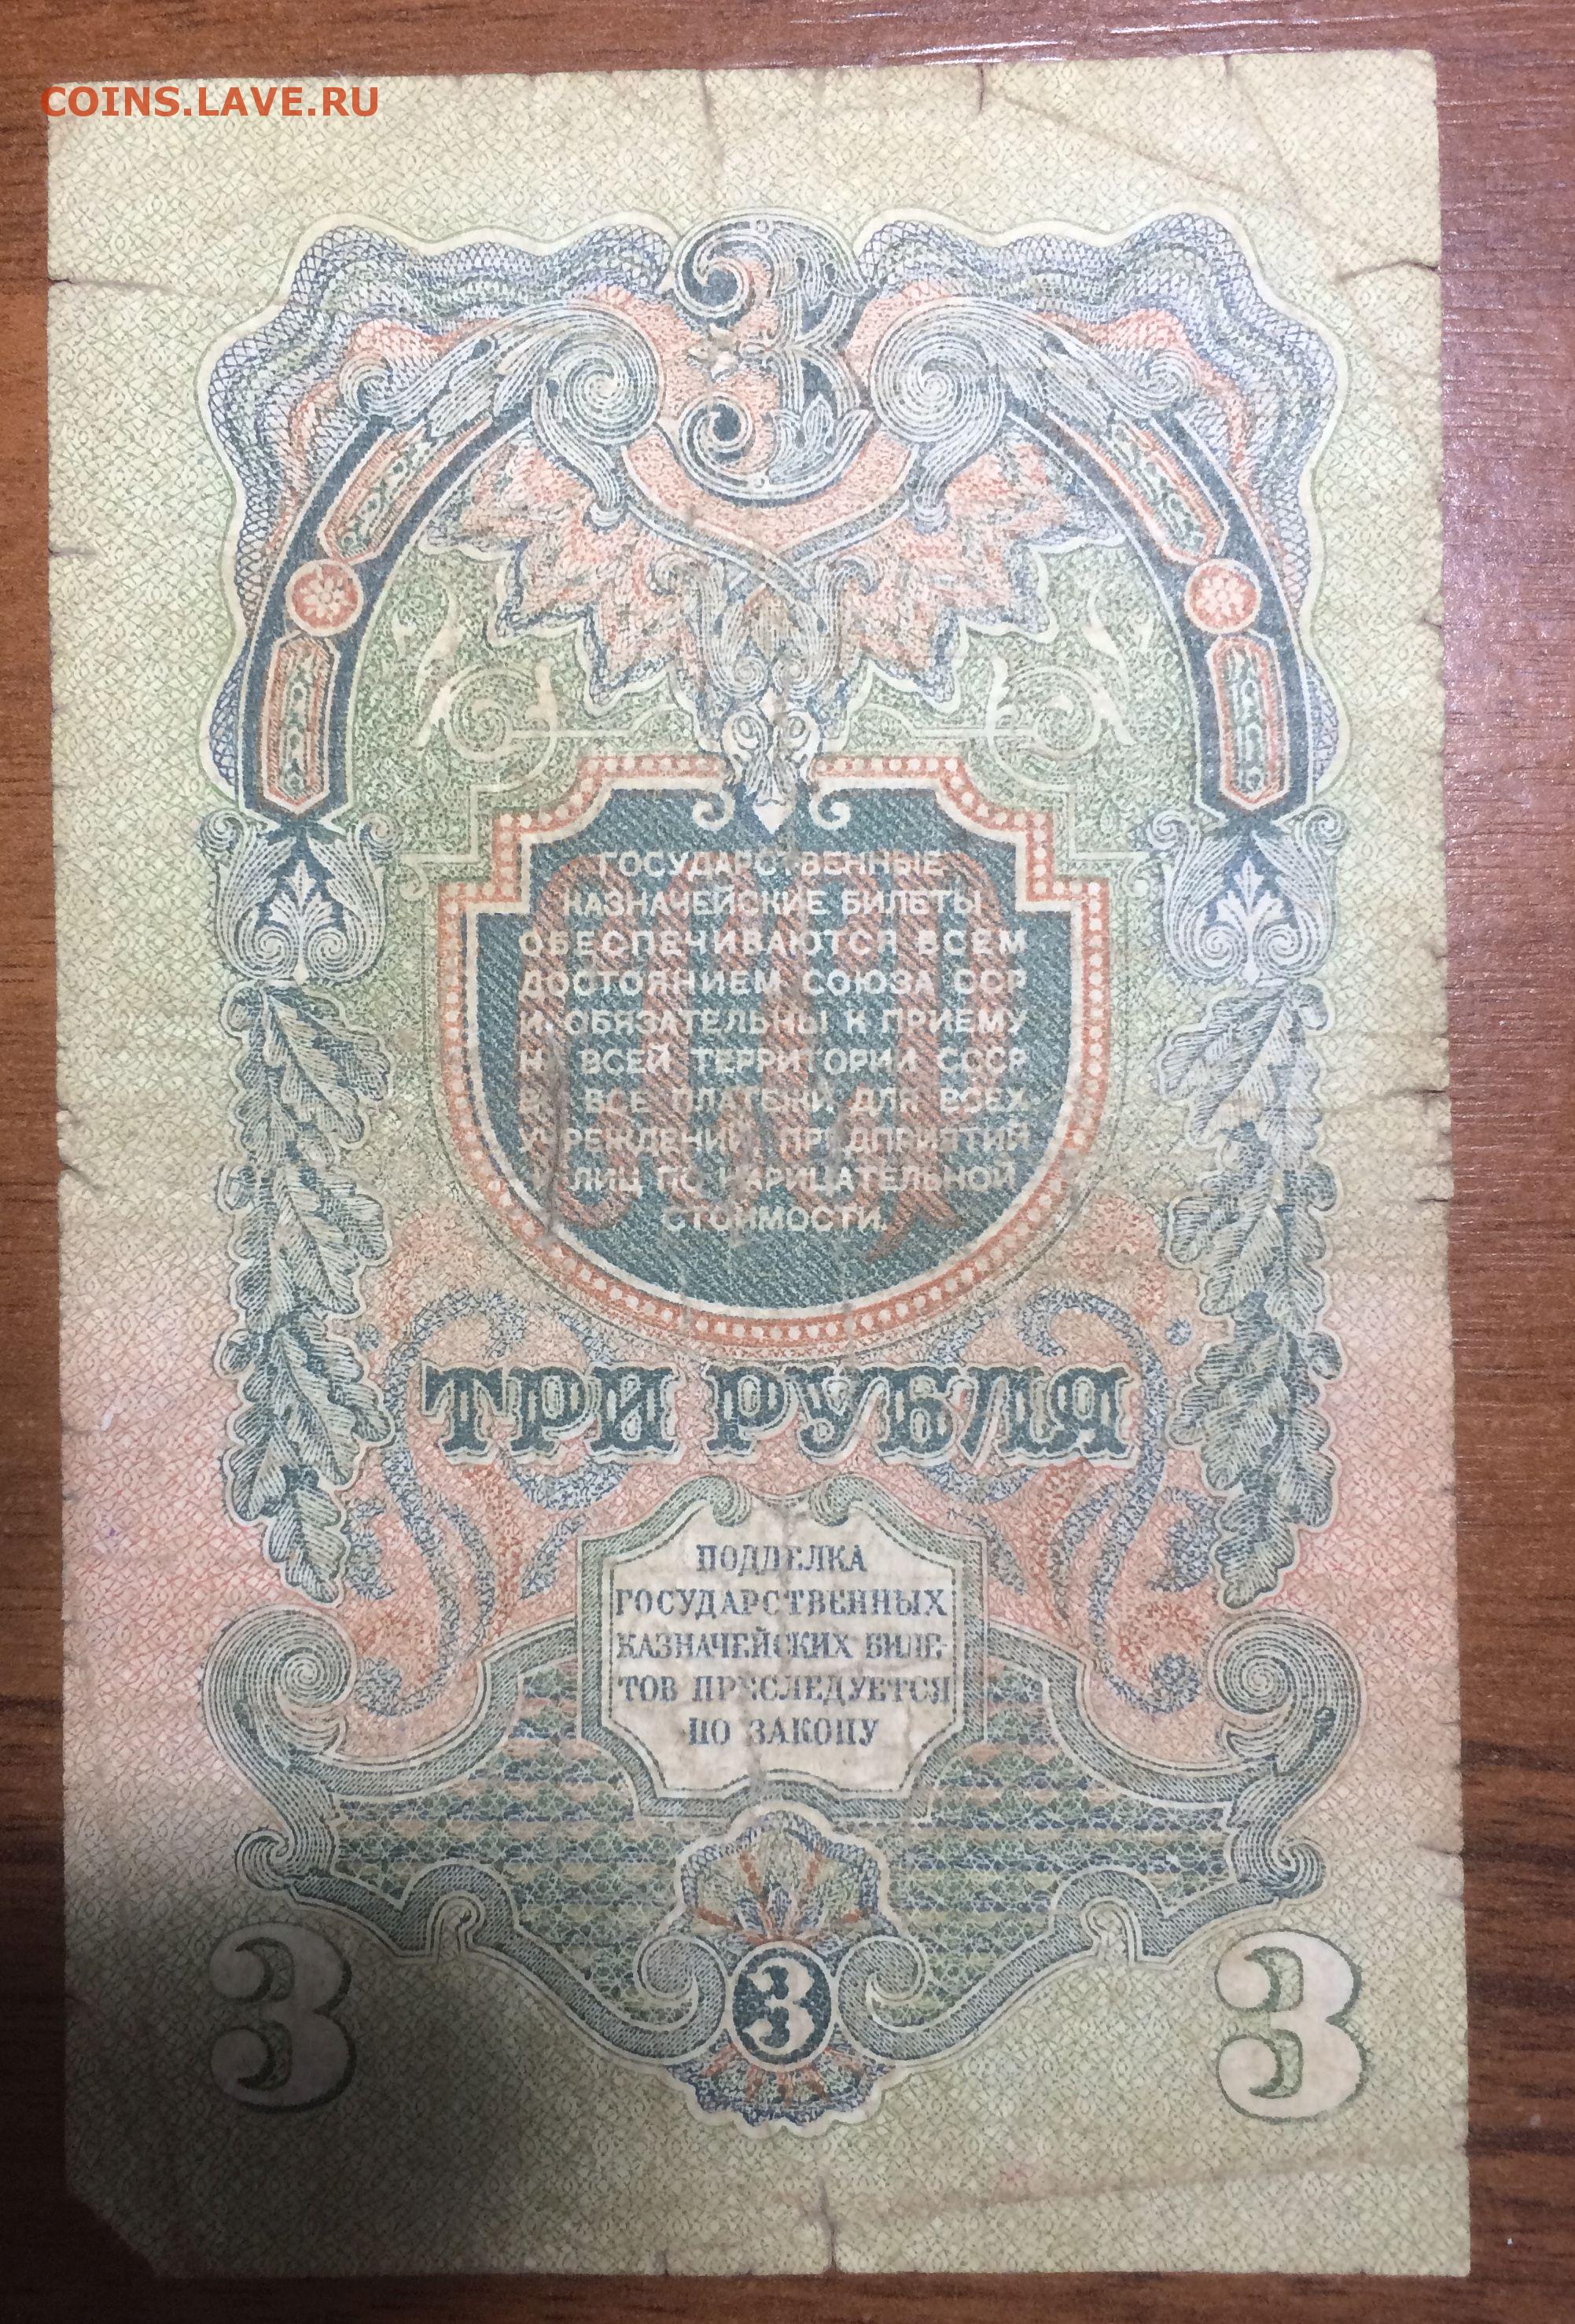 COINS.LAVE.RU
3
ГОСУДАРСТВЕННЫЕ
КАЗНАЧЕЙСКИЕ БИЛЕТЫ
ОБЕСПЕЧИВАЮТСЯ ВСЕМ
ДОСТОЯНИЕМ СОЮЗА ССР
И ОБЯЗАТЕЛЬНЫ К ПРИЕМУ
НА ВСЕЙ ТЕРРИТОРИИ СССР
ВО ВСЕ ПЛАТЕЖИ ДЛЯ ВСЕХ
УЧРЕЖДЕНИЙ, ПРЕДПРИЯТИЙ
И ЛИЦ ПО НАРИЦАТЕЛЬНОЙ
СТОИМОСТИ.
СССР
ТРИ РУБЛЯ
ПОДДЕЛКА
ГОСУДАРСТВЕННЫХ
КАЗНАЧЕЙСКИХ БИЛЕ-
ТОВ ПРЕСЛЕДУЕТСЯ
ПО ЗАКОНУ
3 3 3